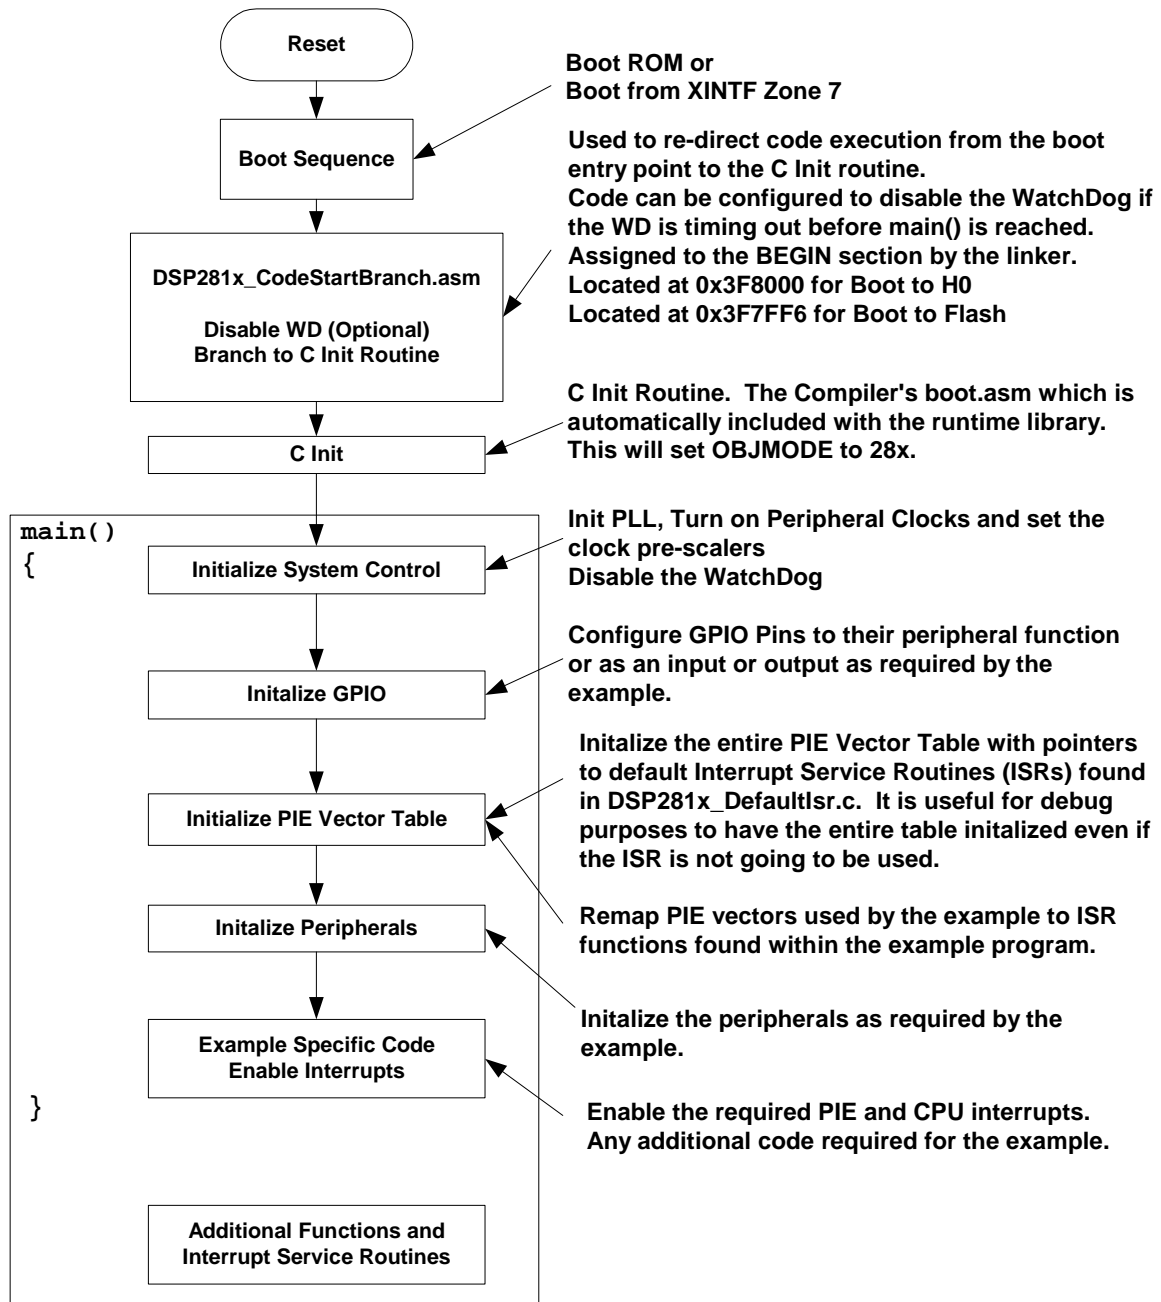 Reset
Boot ROM or
Boot from XINTF Zone 7
Boot Sequence
Used to re-direct code execution from the boot
entry point to the C Init routine.
Code can be configured to disable the WatchDog if
the WD is timing out before main() is reached.
Assigned to the BEGIN section by the linker.
Located at 0x3F8000 for Boot to H0
Located at 0x3F7FF6 for Boot to Flash
DSP281x_CodeStartBranch.asm
Disable WD (Optional)
Branch to C Init Routine
C Init Routine.  The Compiler's boot.asm which is
automatically included with the runtime library.
This will set OBJMODE to 28x.
C Init
main()
{
Init PLL, Turn on Peripheral Clocks and set the
clock pre-scalers
Disable the WatchDog
Initialize System Control
Configure GPIO Pins to their peripheral function
or as an input or output as required by the
example.
Initalize GPIO
Initalize the entire PIE Vector Table with pointers
to default Interrupt Service Routines (ISRs) found
in DSP281x_DefaultIsr.c.  It is useful for debug
purposes to have the entire table initalized even if
the ISR is not going to be used.
Initialize PIE Vector Table
Remap PIE vectors used by the example to ISR
functions found within the example program.
Initalize Peripherals
Initalize the peripherals as required by the
example.
Example Specific Code
Enable Interrupts
Enable the required PIE and CPU interrupts.
Any additional code required for the example.
}
Additional Functions and
Interrupt Service Routines